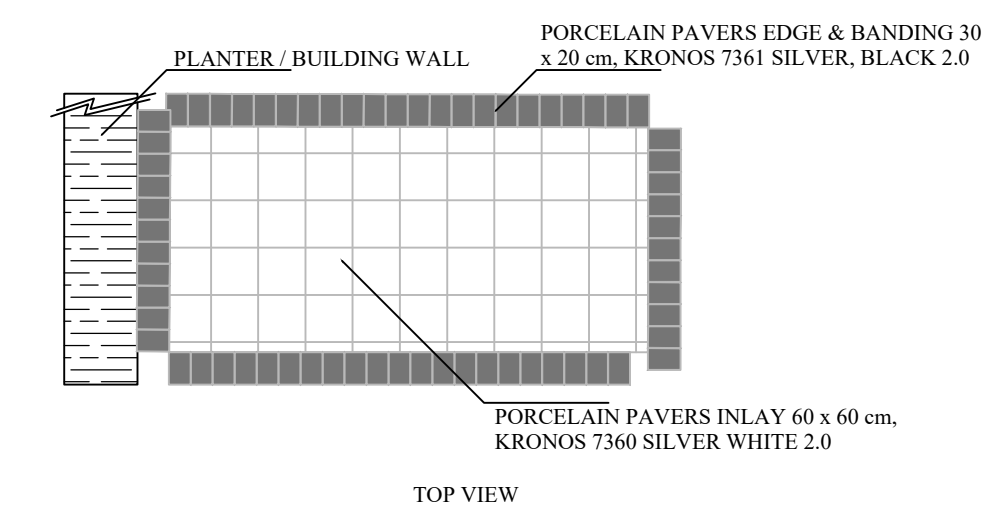 PORCELAIN PAVERS EDGE & BANDING 30
x 20 cm, KRONOS 7361 SILVER, BLACK 2.0
PLANTER / BUILDING WALL
PORCELAIN PAVERS INLAY 60 x 60 cm,
KRONOS 7360 SILVER WHITE 2.0
TOP VIEW